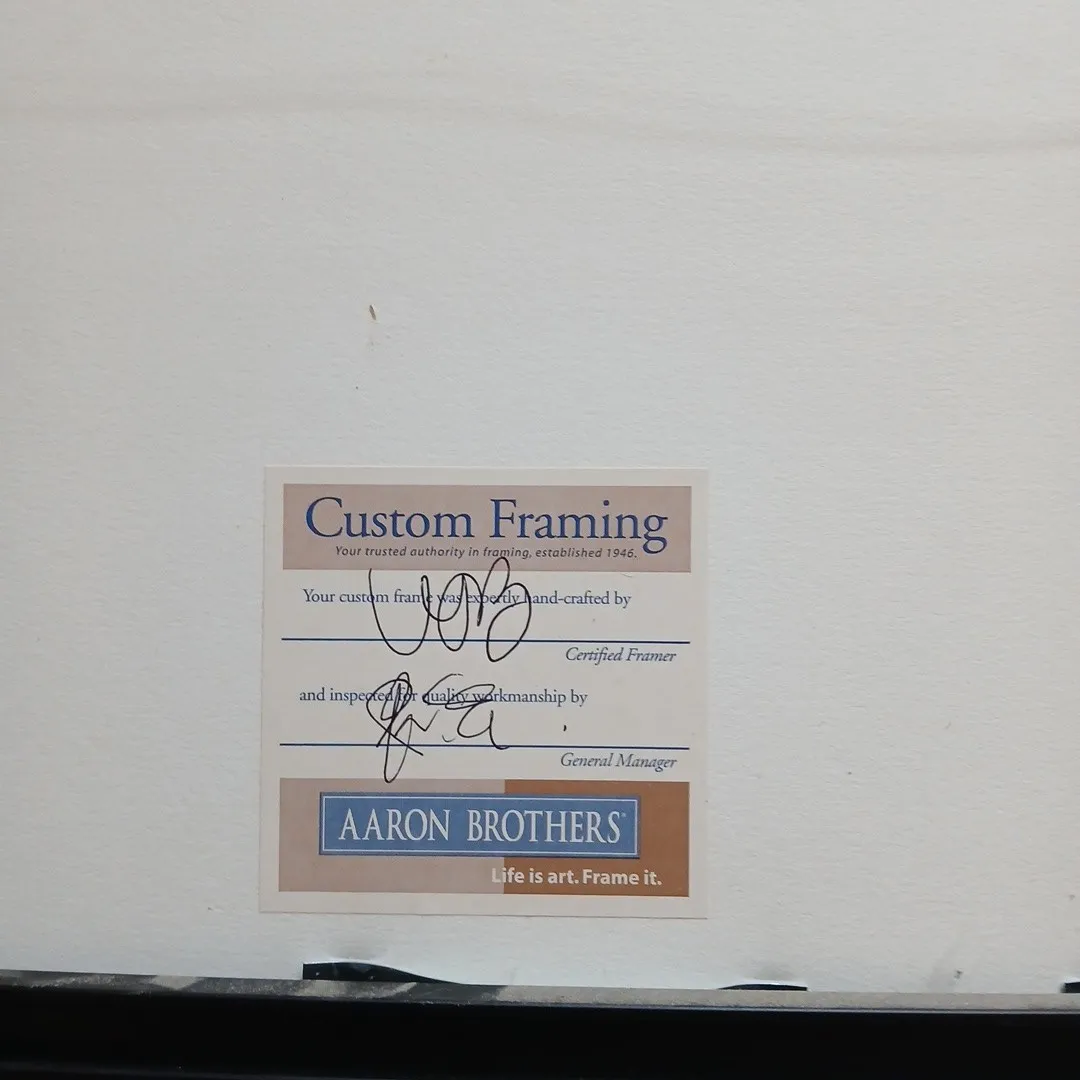 Custom Framing
Your trusted authority in framing, established 1946.
Your custom frame was expertly hand-crafted by
Certified Framer
and inspected for quality workmanship by
General Manager
AARON BROTHERS®
Life is art. Frame it.